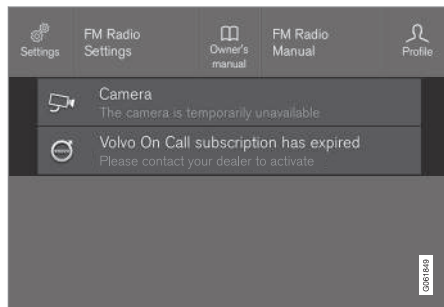 Settings
FM Radio
Settings
Owner's
manual
FM Radio
Manual
Profile
Camera
The camera is temporarily unavailable
Volvo On Call subscription has expired
Please contact your dealer to activate
G061849